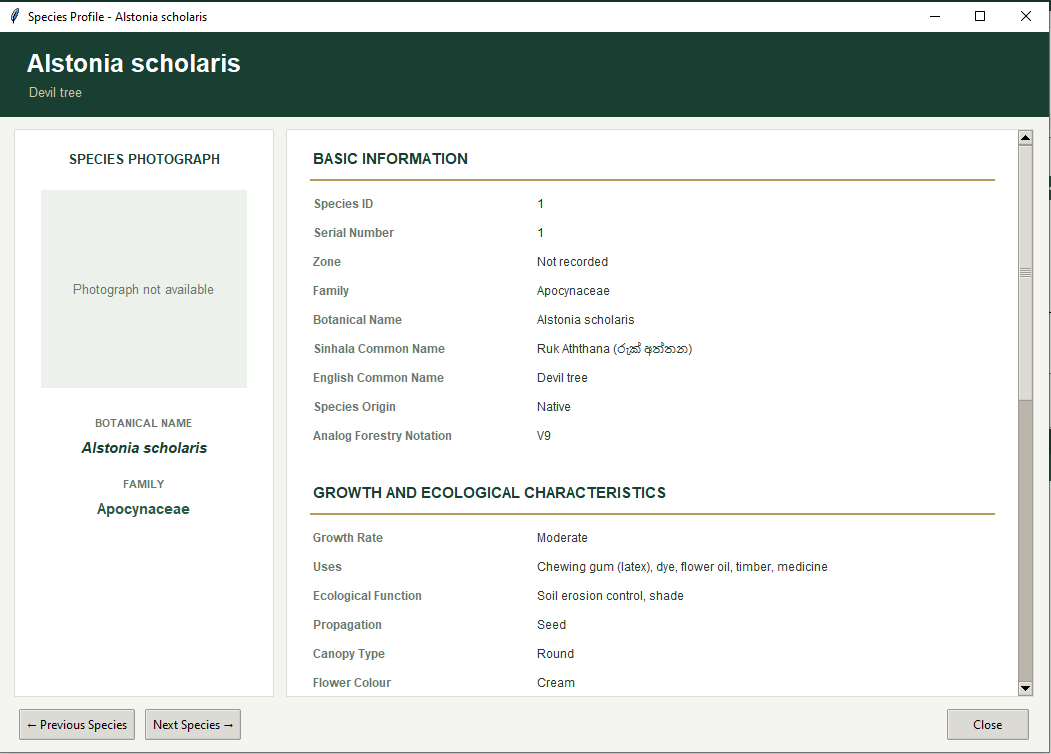 Species Profile - Alstonia scholaris
Alstonia scholaris
Devil tree
SPECIES PHOTOGRAPH
Photograph not available
BOTANICAL NAME
Alstonia scholaris
FAMILY
Apocynaceae
BASIC INFORMATION
Species ID 1
Serial Number 1
Zone Not recorded
Family Apocynaceae
Botanical Name Alstonia scholaris
Sinhala Common Name Ruk Aththana (රුක් අත්තන)
English Common Name Devil tree
Species Origin Native
Analog Forestry Notation V9
GROWTH AND ECOLOGICAL CHARACTERISTICS
Growth Rate Moderate
Uses Chewing gum (latex), dye, flower oil, timber, medicine
Ecological Function Soil erosion control, shade
Propagation Seed
Canopy Type Round
Flower Colour Cream
← Previous Species Next Species → Close